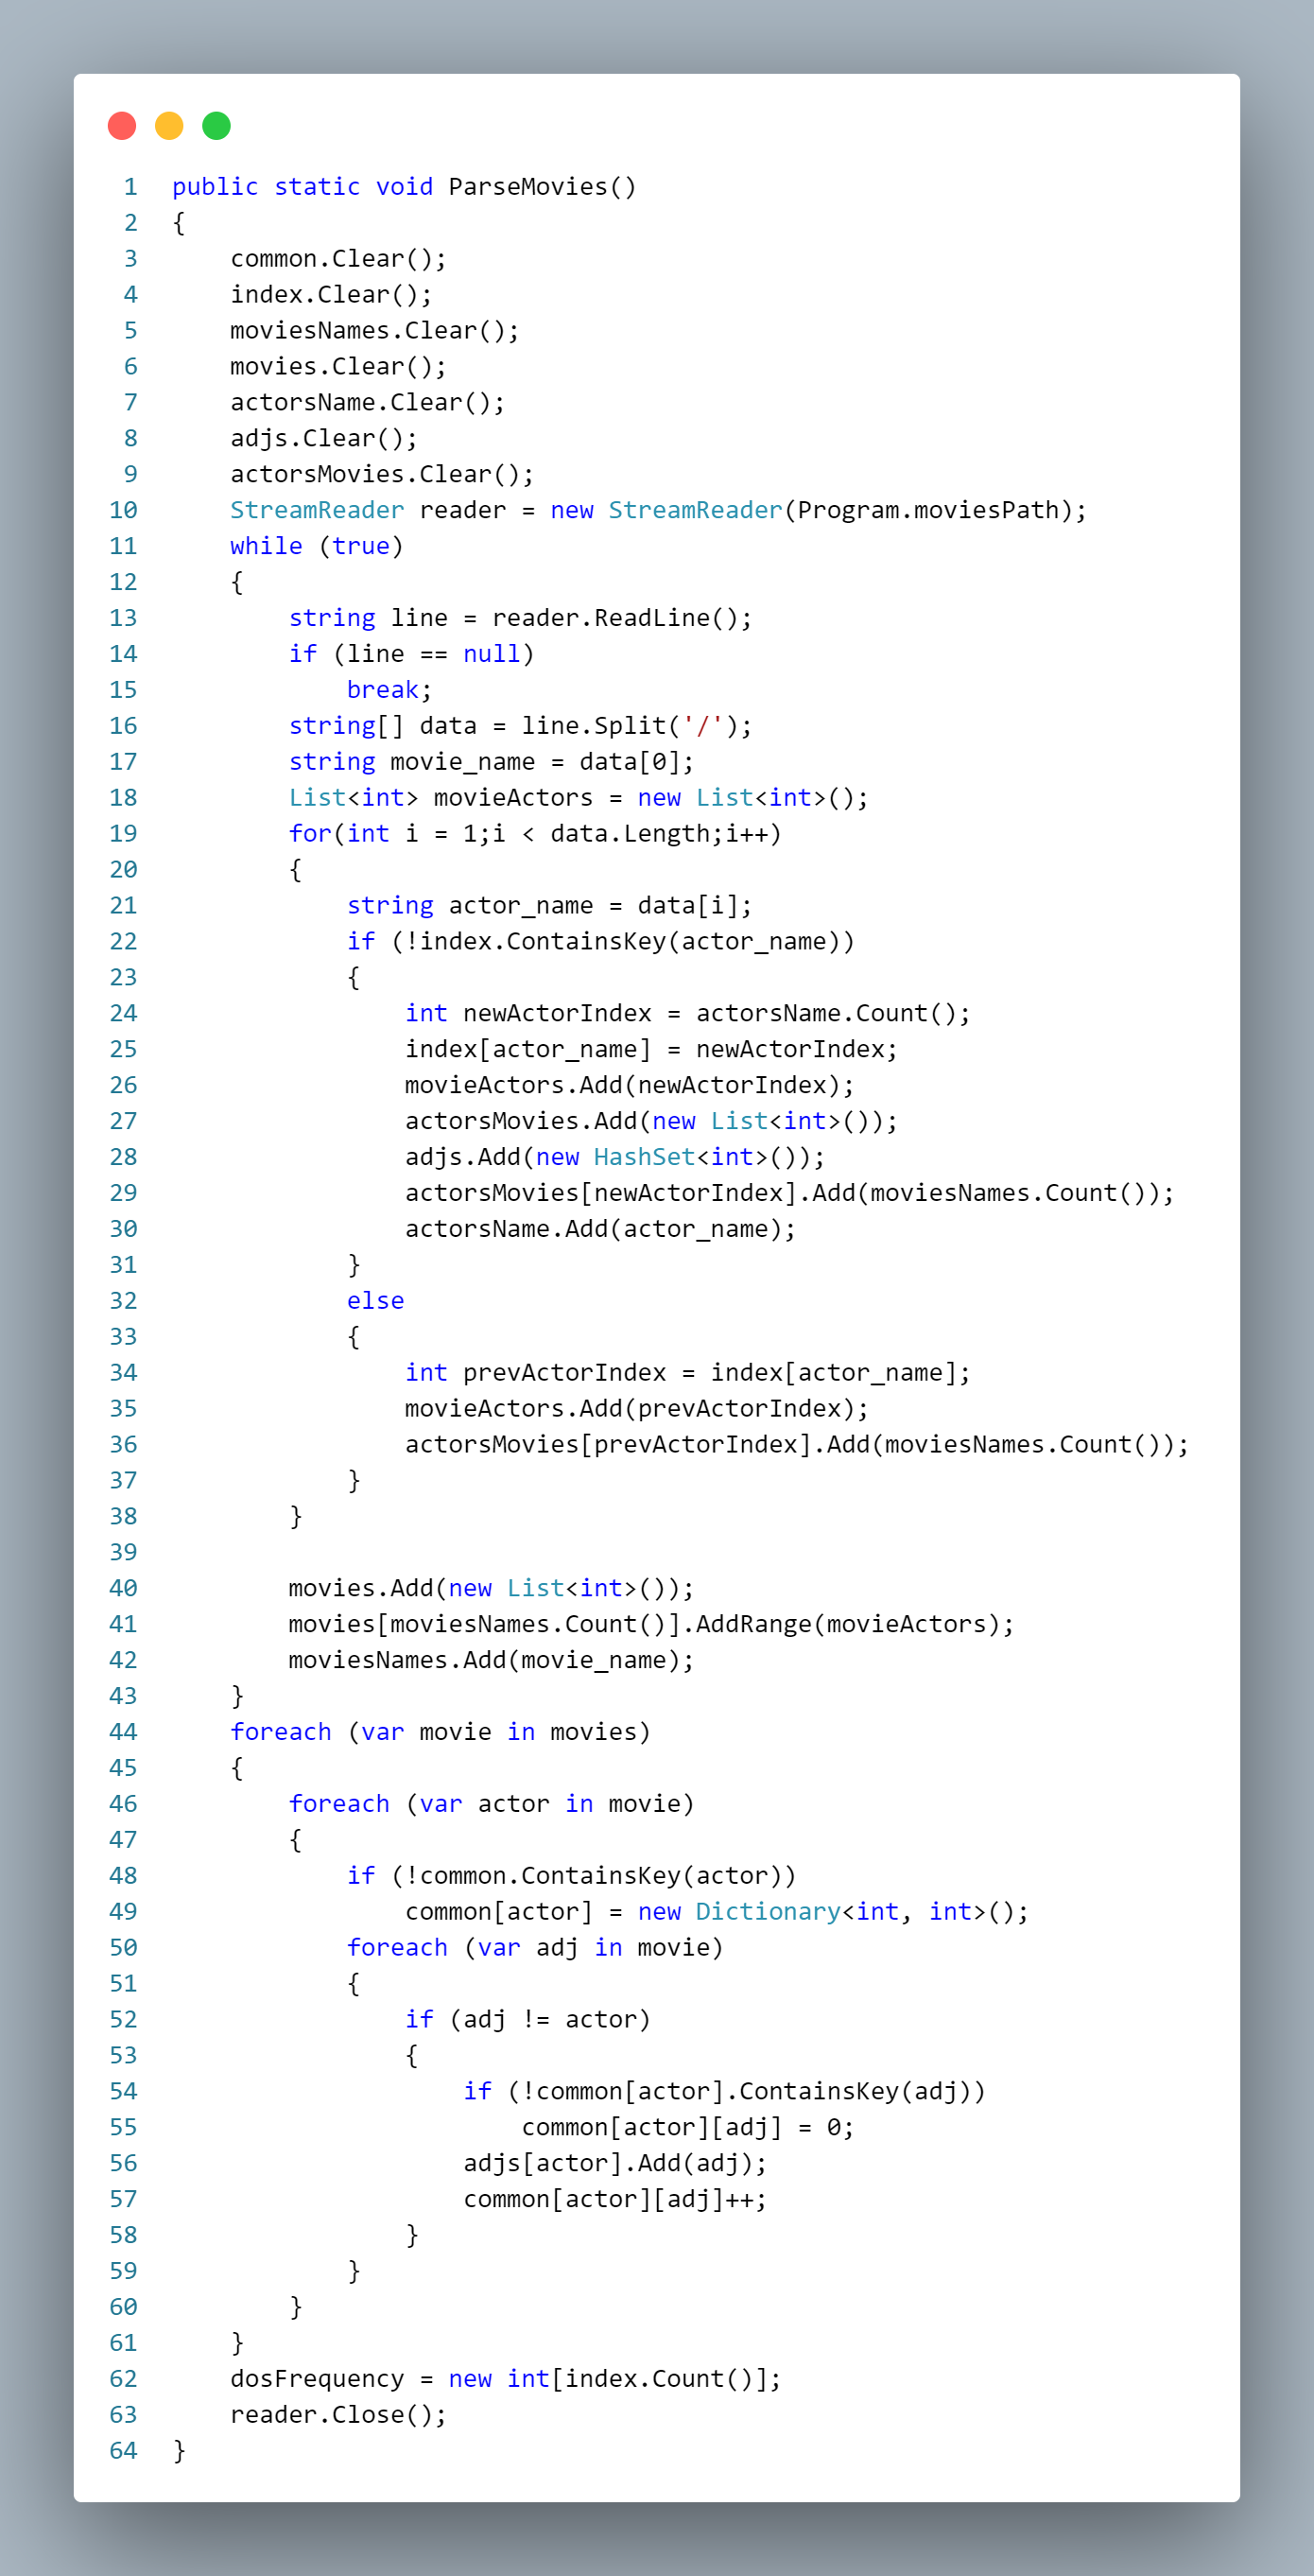 1 public static void ParseMovies()
2 {
3     common.Clear();
4     index.Clear();
5     moviesNames.Clear();
6     movies.Clear();
7     actorsName.Clear();
8     adjs.Clear();
9     actorsMovies.Clear();
10     StreamReader reader = new StreamReader(Program.moviesPath);
11     while (true)
12     {
13         string line = reader.ReadLine();
14         if (line == null)
15             break;
16         string[] data = line.Split('/');
17         string movie_name = data[0];
18         List<int> movieActors = new List<int>();
19         for(int i = 1;i < data.Length;i++)
20         {
21             string actor_name = data[i];
22             if (!index.ContainsKey(actor_name))
23             {
24                 int newActorIndex = actorsName.Count();
25                 index[actor_name] = newActorIndex;
26                 movieActors.Add(newActorIndex);
27                 actorsMovies.Add(new List<int>());
28                 adjs.Add(new HashSet<int>());
29                 actorsMovies[newActorIndex].Add(moviesNames.Count());
30                 actorsName.Add(actor_name);
31             }
32             else
33             {
34                 int prevActorIndex = index[actor_name];
35                 movieActors.Add(prevActorIndex);
36                 actorsMovies[prevActorIndex].Add(moviesNames.Count());
37             }
38         }
39
40         movies.Add(new List<int>());
41         movies[moviesNames.Count()].AddRange(movieActors);
42         moviesNames.Add(movie_name);
43     }
44     foreach (var movie in movies)
45     {
46         foreach (var actor in movie)
47         {
48             if (!common.ContainsKey(actor))
49                 common[actor] = new Dictionary<int, int>();
50             foreach (var adj in movie)
51             {
52                 if (adj != actor)
53                 {
54                     if (!common[actor].ContainsKey(adj))
55                         common[actor][adj] = 0;
56                     adjs[actor].Add(adj);
57                     common[actor][adj]++;
58                 }
59             }
60         }
61     }
62     dosFrequency = new int[index.Count()];
63     reader.Close();
64 }